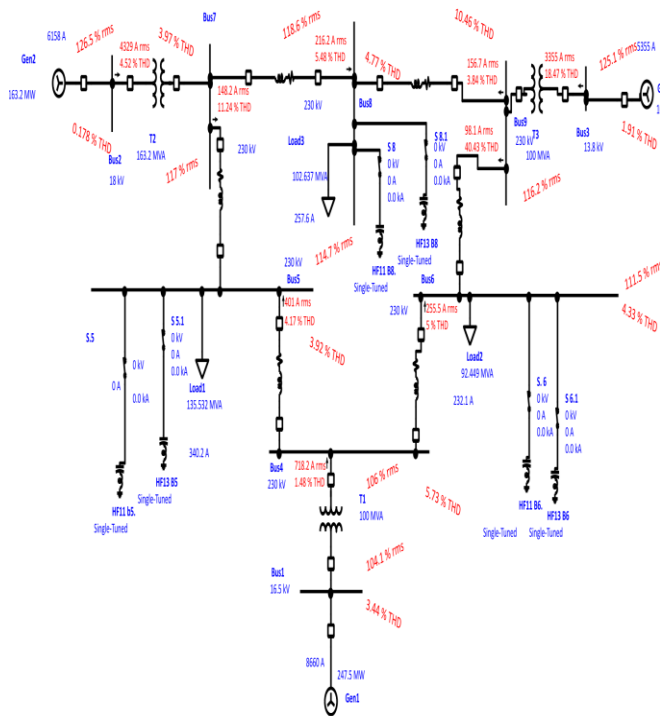 6158 A
Gen2
163.2 MW
126.5 % rms
4329 A rms
4.52 % THD
3.97 % THD
0.178 % THD
Bus2
18 kV
T2
163.2 MVA
Bus7
148.2 A rms
11.24 % THD
117 % rms
230 kV
118.6 % rms
230 kV
216.2 A rms
5.48 % THD
Bus8
4.77 % THD
10.46 % THD
156.7 A rms
3.84 % THD
3355 A rms
18.47 % THD
125.1 % rms
5355 A
1.91 % THD
Bus9
230 kV
T3
100 MVA
Bus3
13.8 kV
98.1 A rms
40.43 % THD
116.2 % rms
Load3
102.637 MVA
257.6 A
S 8
0 kV
0 A
0.0 kA
S 8.1
0 kV
0 A
0.0 kA
HF11 B8.
Single-Tuned
HF13 B8
Single-Tuned
114.7 % rms
230 kV
Bus5
401 A rms
4.17 % THD
3.92 % THD
Bus6
230 kV
255.5 A rms
5 % THD
111.5 % rms
4.33 % THD
S.5
0 kV
0 A
0.0 kA
S 5.1
0 kV
0 A
0.0 kA
Load1
135.532 MVA
340.2 A
HF11 b5.
Single-Tuned
HF13 B5
Single-Tuned
Load2
92.449 MVA
232.1 A
S. 6
0 kV
0 A
0.0 kA
S 6.1
0 kV
0 A
0.0 kA
HF11 B6.
Single-Tuned
HF13 B6
Single-Tuned
Bus4
230 kV
718.2 A rms
1.48 % THD
106 % rms
5.73 % THD
T1
100 MVA
104.1 % rms
Bus1
16.5 kV
3.44 % THD
8660 A
247.5 MW
Gen1